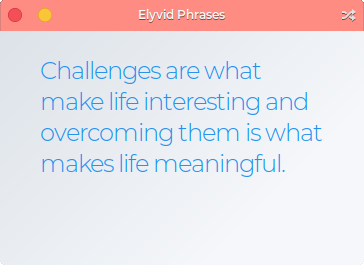 Elyvid Phrases
Challenges are what
make life interesting and
overcoming them is what
makes life meaningful.